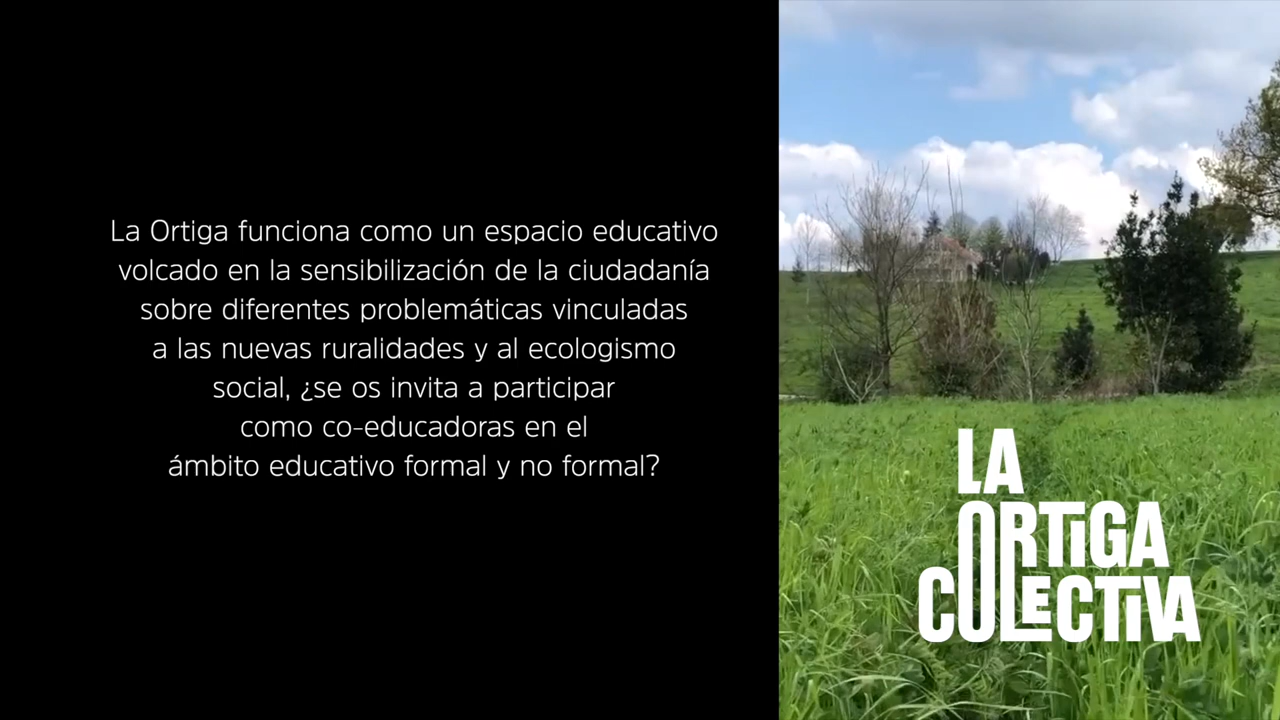 La Ortiga funciona como un espacio educativo
volcado en la sensibilización de la ciudadanía
sobre diferentes problemáticas vinculadas
a las nuevas ruralidades y al ecologismo
social, ¿se os invita a participar
como co-educadoras en el
ámbito educativo formal y no formal?
LA
ORTIGA
COLECTIVA